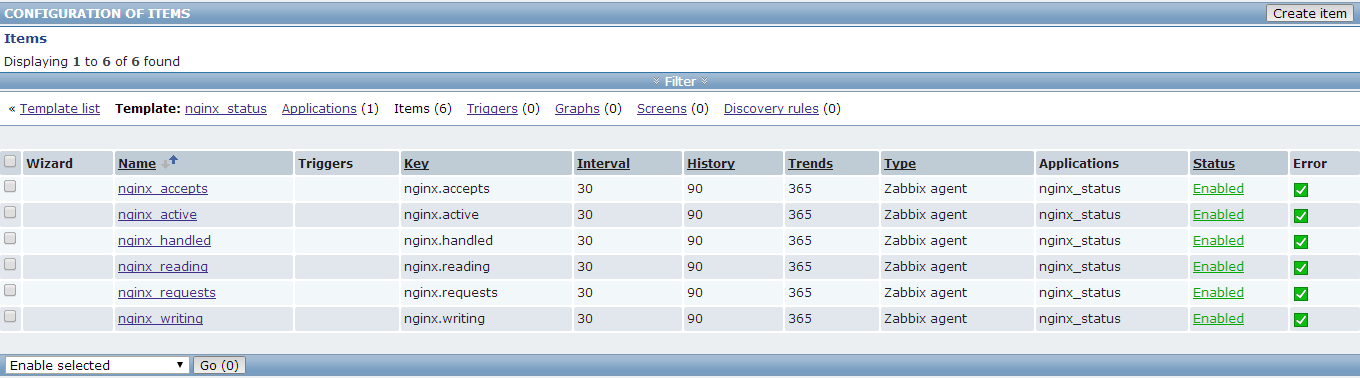 CONFIGURATION OF ITEMS Create item
Items
Displaying 1 to 6 of 6 found
Filter
« Template list Template: nginx_status Applications (1) Items (6) Triggers (0) Graphs (0) Screens (0) Discovery rules (0)
Wizard Name Triggers Key Interval History Trends Type Applications Status Error
nginx_accepts nginx.accepts 30 90 365 Zabbix agent nginx_status Enabled
nginx_active nginx.active 30 90 365 Zabbix agent nginx_status Enabled
nginx_handled nginx.handled 30 90 365 Zabbix agent nginx_status Enabled
nginx_reading nginx.reading 30 90 365 Zabbix agent nginx_status Enabled
nginx_requests nginx.requests 30 90 365 Zabbix agent nginx_status Enabled
nginx_writing nginx.writing 30 90 365 Zabbix agent nginx_status Enabled
Enable selected Go (0)